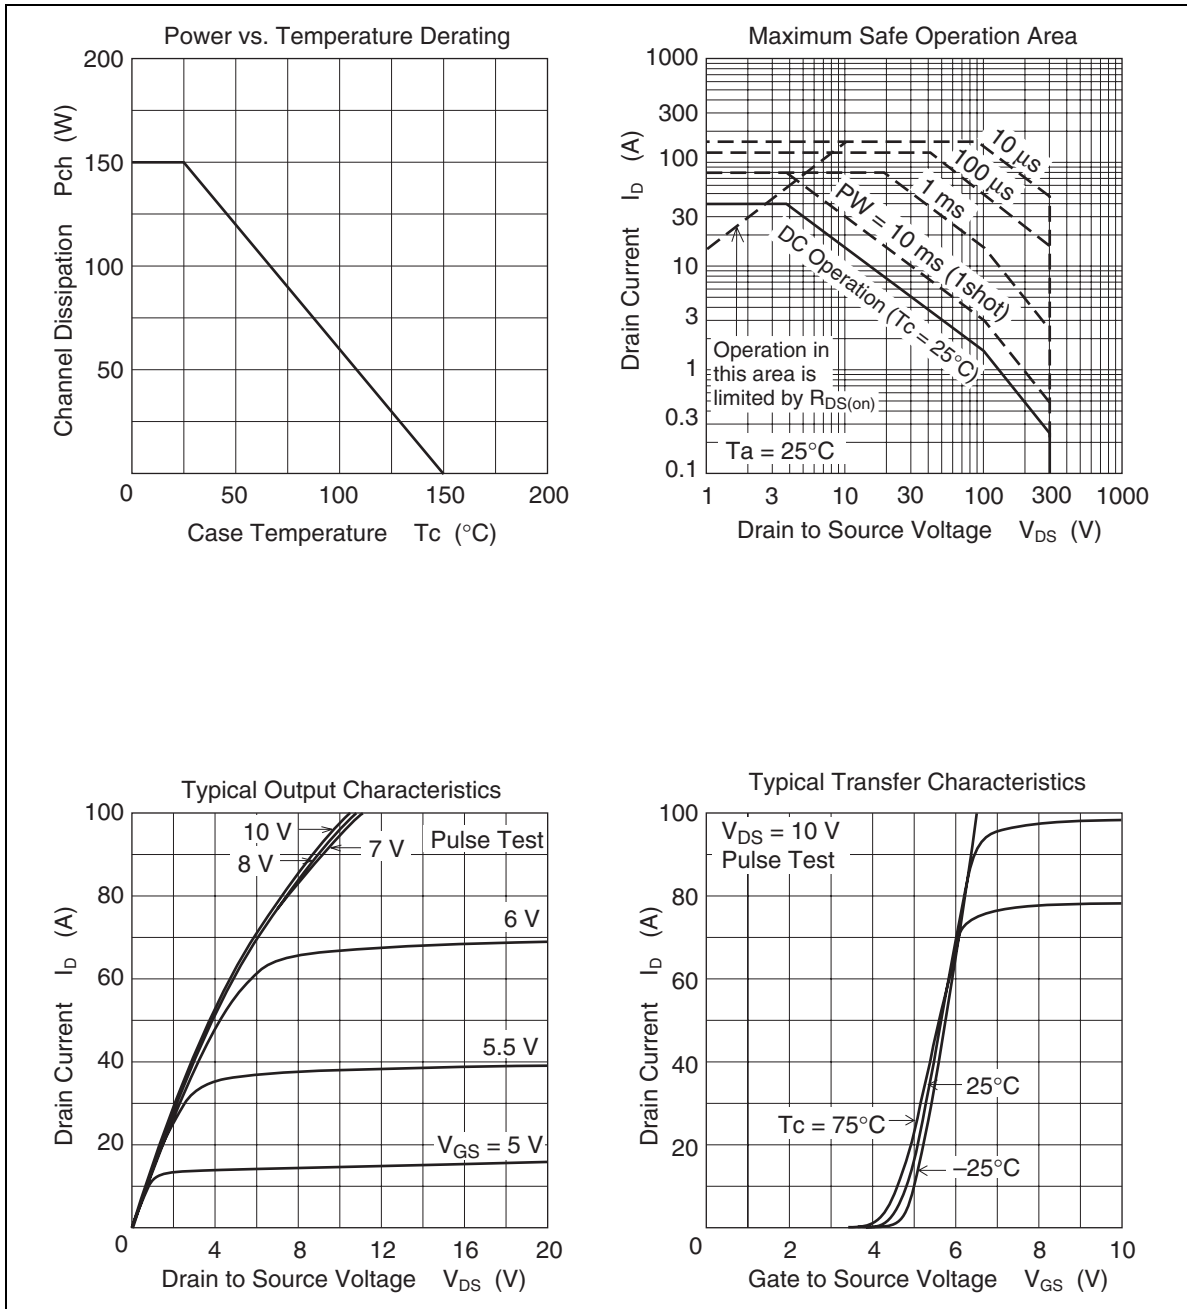 Power vs. Temperature Derating
200
150
100
50
0
50
100
150
200
Channel Dissipation Pch (W)
Case Temperature Tc (°C)
Maximum Safe Operation Area
1000
300
100
30
10
3
1
0.3
0.1
1
3
10
30
100
300
1000
Drain Current ID (A)
Drain to Source Voltage VDS (V)
10 µs
100 µs
1 ms
PW = 10 ms (1shot)
DC Operation (Tc = 25°C)
Operation in
this area is
limited by RDS(on)
Ta = 25°C
Typical Output Characteristics
100
80
60
40
20
0
4
8
12
16
20
Drain Current ID (A)
Drain to Source Voltage VDS (V)
10 V
8 V
7 V
Pulse Test
6 V
5.5 V
VGS = 5 V
Typical Transfer Characteristics
100
80
60
40
20
0
2
4
6
8
10
Drain Current ID (A)
Gate to Source Voltage VGS (V)
VDS = 10 V
Pulse Test
25°C
Tc = 75°C
–25°C